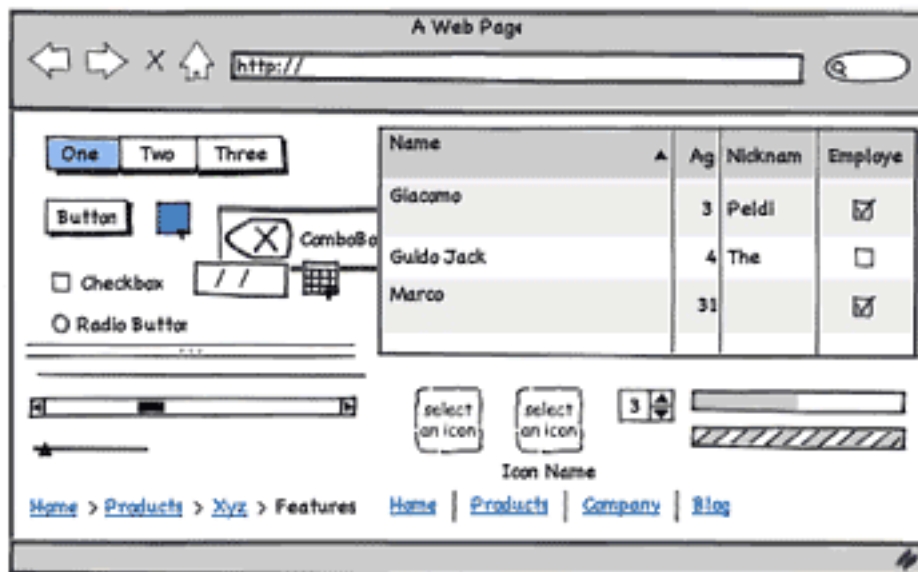 A Web Page
http://
One Two Three
Name Ag Nicknam Employe
Giacomo 3 Peldi
Button
ComboBo
Guido Jack 4 The
Checkbox
/ /
Marco 31
Radio Button
select an icon
select an icon
3
Icon Name
Home > Products > Xyz > Features
Home | Products | Company | Blog